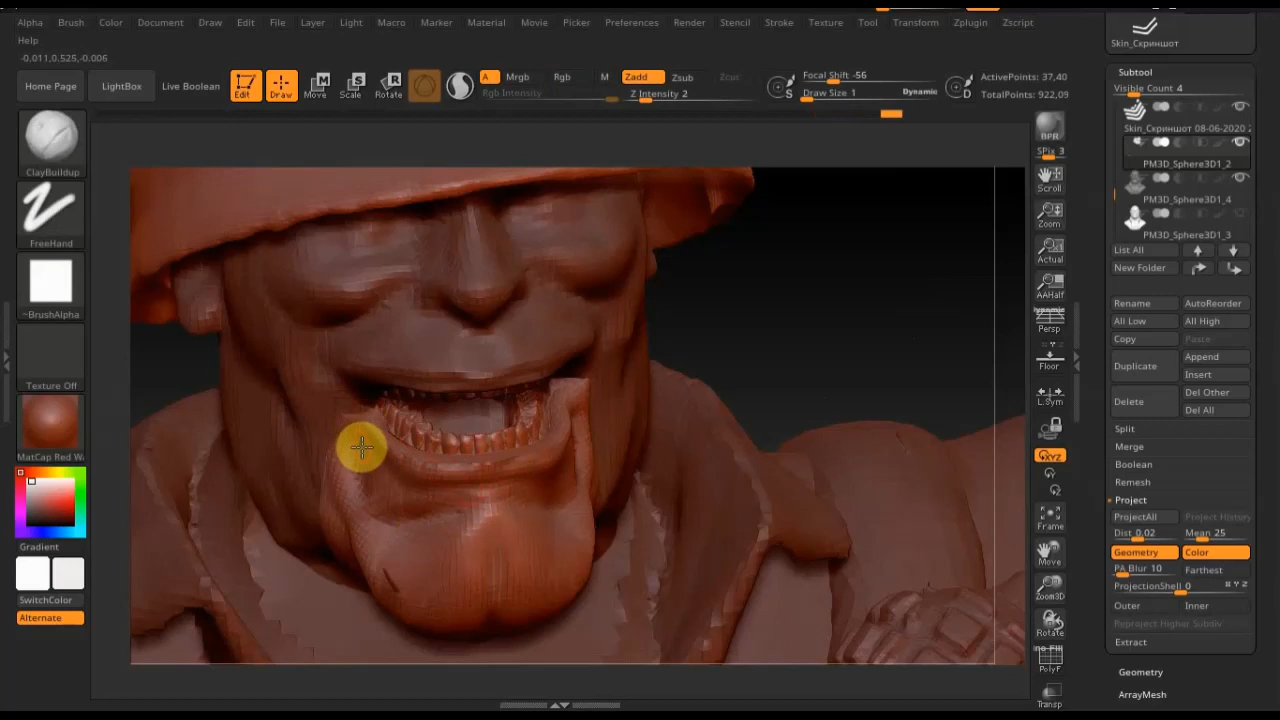 Alpha Brush Color Document Draw Edit File Layer Light Macro Marker Material Movie Picker Preferences Render Stencil Stroke Texture Tool Transform Zplugin Zscript
Help
-0,011,0,525,-0,006
Home Page
LightBox
Live Boolean
Edit
Draw
Move
Scale
Rotate
A
Mrgb
Rgb
M
Rgb Intensity
Zadd
Zsub
Zcut
Z Intensity 2
Focal Shift -56
Draw Size 1
Dynamic
ActivePoints: 37,40
TotalPoints: 922,09
ClayBuildup
FreeHand
~BrushAlpha
Texture Off
MatCap Red Wa
Gradient
SwitchColor
Alternate
BPR
SPix 3
Scroll
Zoom
Actual
AAHalf
Dynamic
Persp
Floor
L.Sym
XYZ
Frame
Move
Zoom3D
Rotate
PolyF
Transp
Skin_Скриншот
Subtool
Visible Count 4
Skin_Скриншот 08-06-2020 2
PM3D_Sphere3D1_2
PM3D_Sphere3D1_4
PM3D_Sphere3D1_3
List All
New Folder
Rename AutoReorder
All Low All High
Copy Paste
Duplicate
Append
Insert
Delete
Del Other
Del All
Split
Merge
Boolean
Remesh
Project
ProjectAll Project History
Dist 0.02 Mean 25
Geometry Color
PA Blur 10 Farthest
ProjectionShell 0
Outer Inner
Reproject Higher Subdiv
Extract
Geometry
ArrayMesh